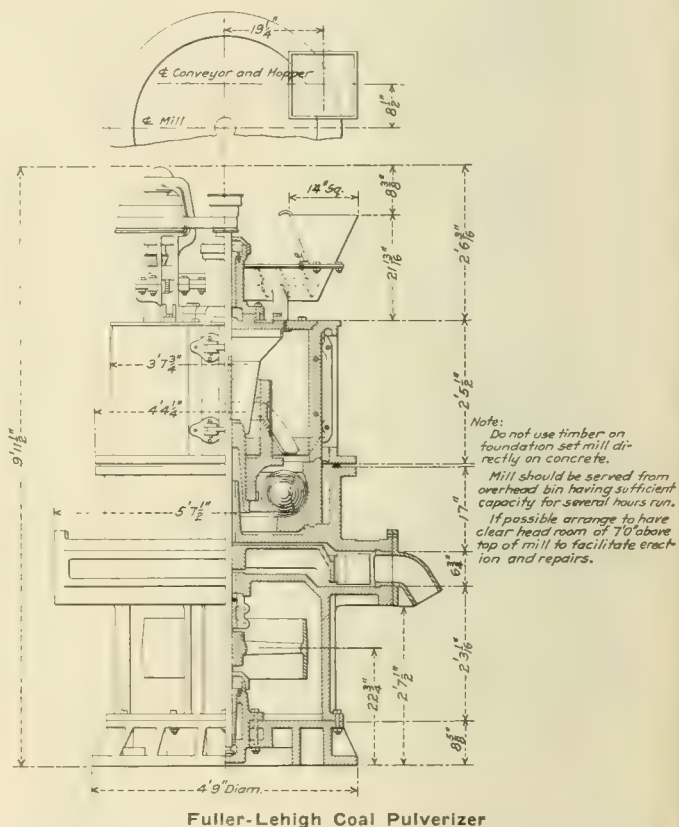 19¼"
℄ Conveyor and Hopper
8½"
℄ Mill
14" Sq.
8⅜"
21 3/16"
2'6 9/16"
3'7¾"
4'4¼"
2'5½"
9'11½"
Note:
Do not use timber on
foundation set mill di-
rectly on concrete.
Mill should be served from
overhead bin having sufficient
capacity for several hours run.
If possible arrange to have
clear head room of 7'0" above
top of mill to facilitate erect-
ion and repairs.
17"
5'7½"
6¾"
2'3 1/16"
22¾"
2'7½"
8⅝"
4'9" Diam.
Fuller-Lehigh Coal Pulverizer